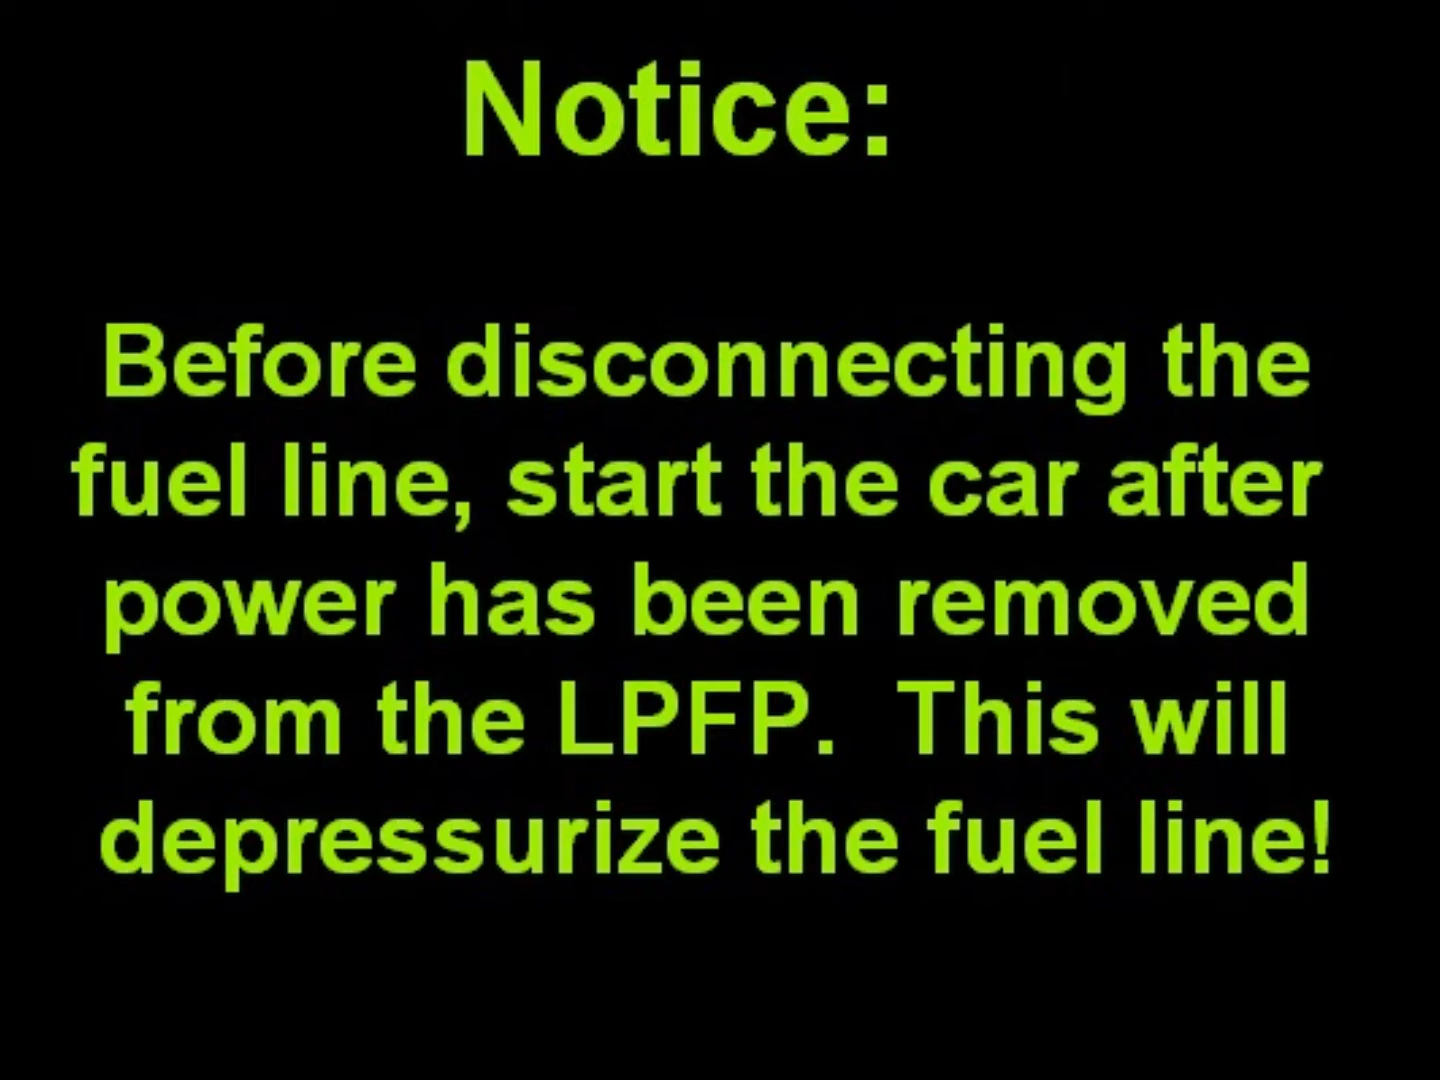 Notice:
Before disconnecting the
fuel line, start the car after
power has been removed
from the LPFP.  This will
depressurize the fuel line!